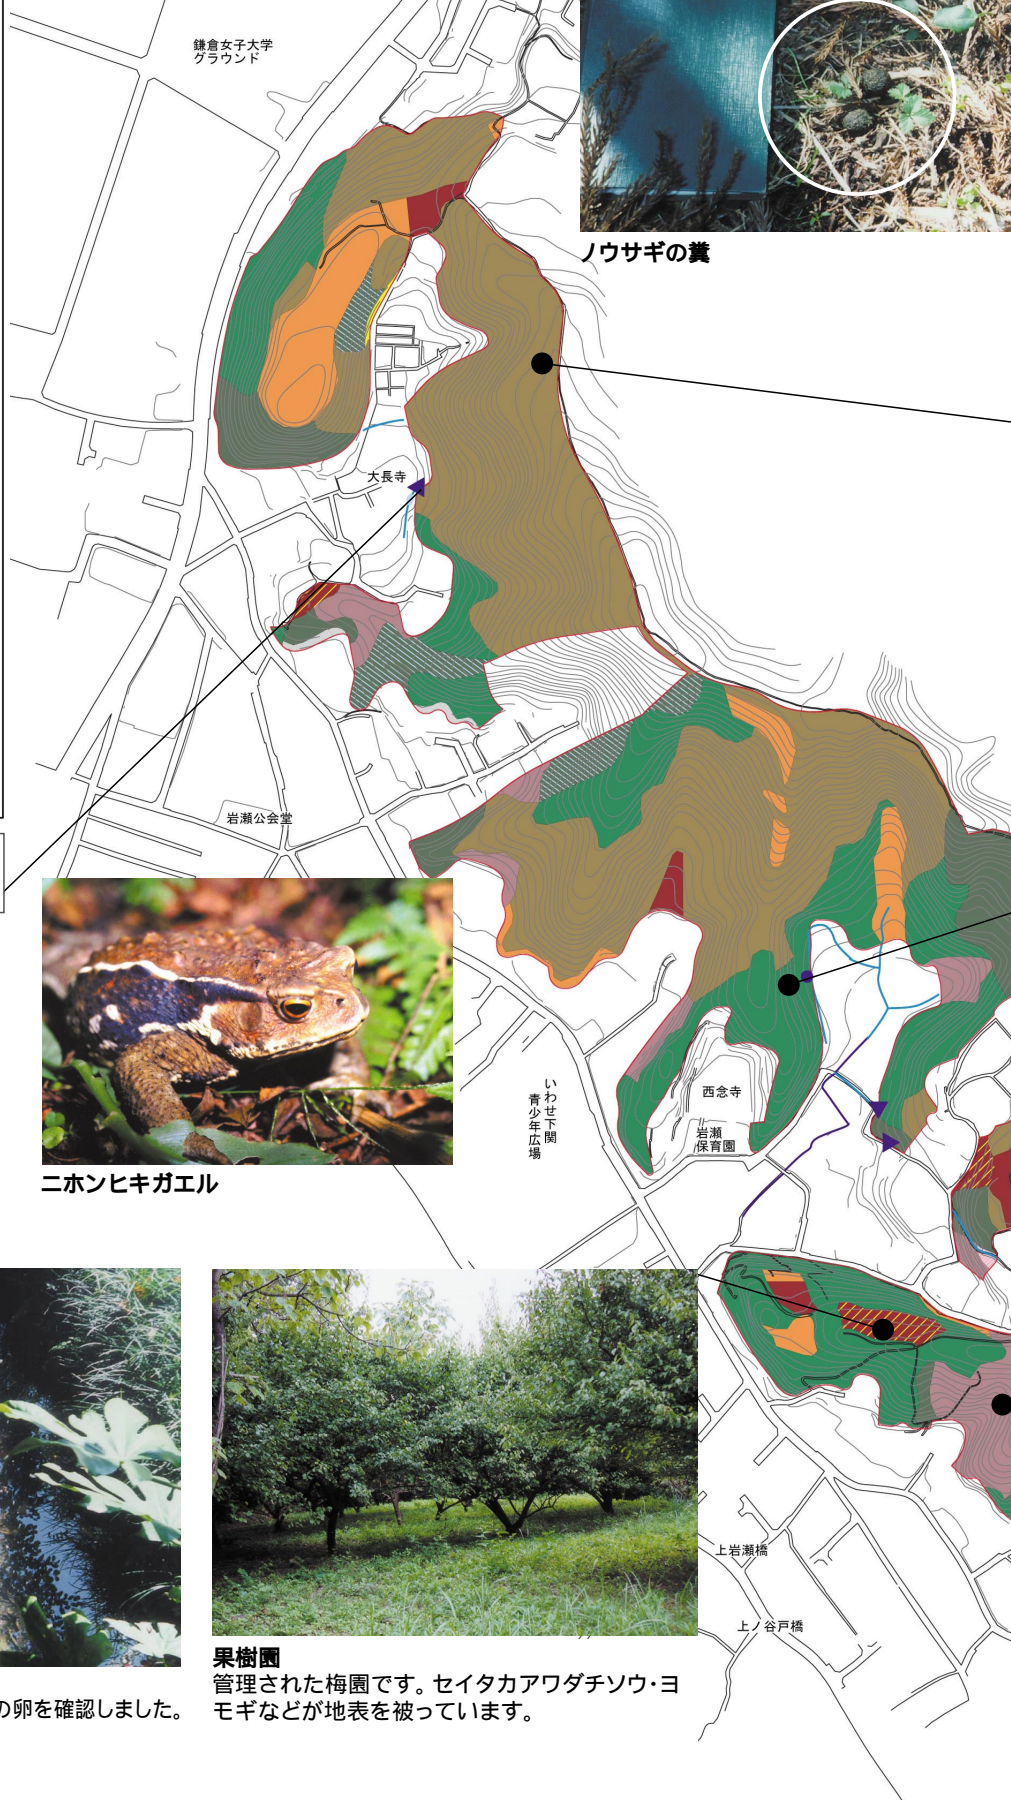 鎌倉女子大学
グラウンド
ノウサギの糞
大長寺
岩瀬公会堂
西念寺
岩瀬
保育園
いわせ下関
青少年広場
ニホンヒキガエル
上岩瀬橋
上ノ谷戸橋
の卵を確認しました。
果樹園
管理された梅園です。セイタカアワダチソウ・ヨ
モギなどが地表を被っています。